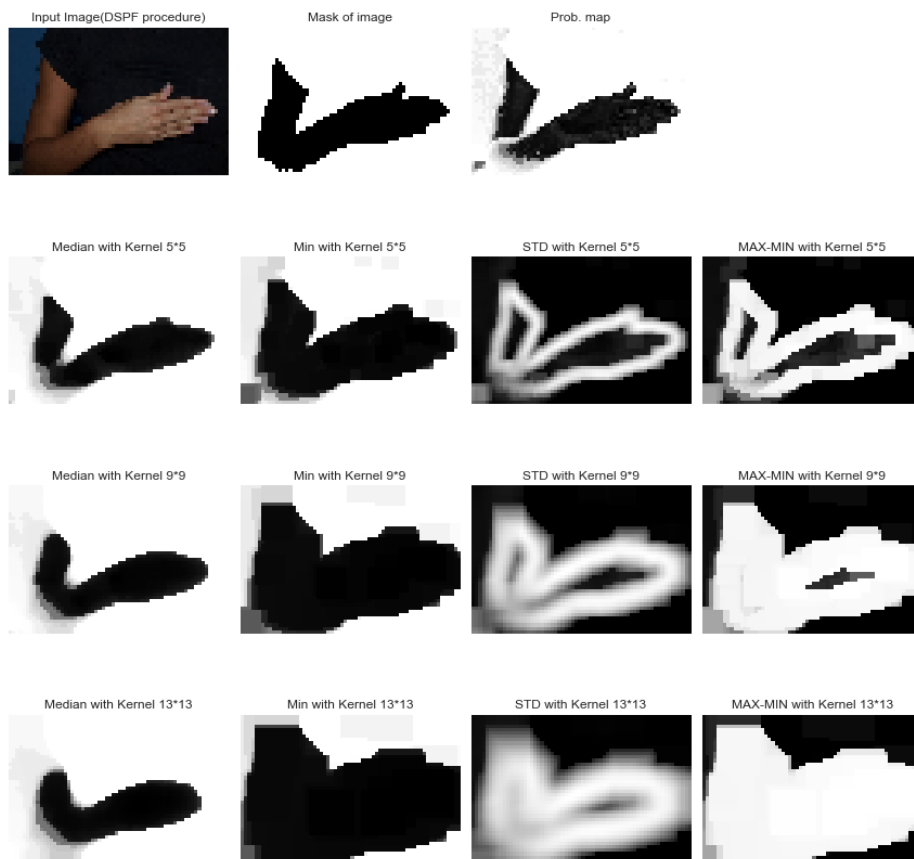 Input Image(DSPF procedure)
Mask of image
Prob. map
Median with Kernel 5*5
Min with Kernel 5*5
STD with Kernel 5*5
MAX-MIN with Kernel 5*5
Median with Kernel 9*9
Min with Kernel 9*9
STD with Kernel 9*9
MAX-MIN with Kernel 9*9
Median with Kernel 13*13
Min with Kernel 13*13
STD with Kernel 13*13
MAX-MIN with Kernel 13*13